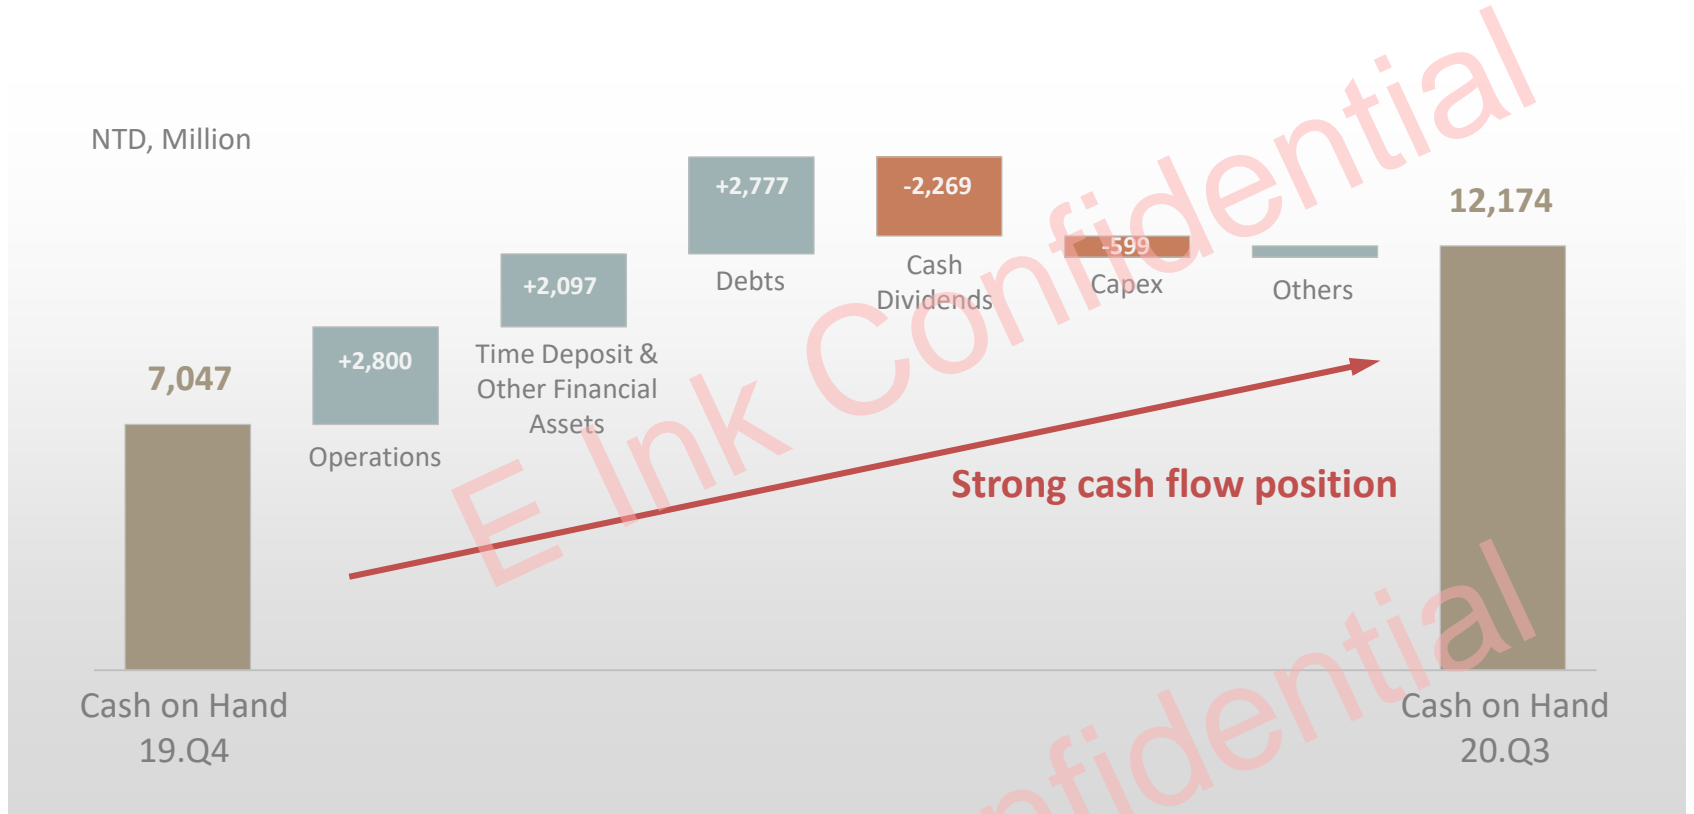 NTD, Million
7,047
+2,800
+2,097
+2,777
-2,269
-599
12,174
Operations
Time Deposit &
Other Financial
Assets
Debts
Cash
Dividends
Capex
Others
Strong cash flow position
Cash on Hand
19.Q4
Cash on Hand
20.Q3
E Ink Confidential
nfidential